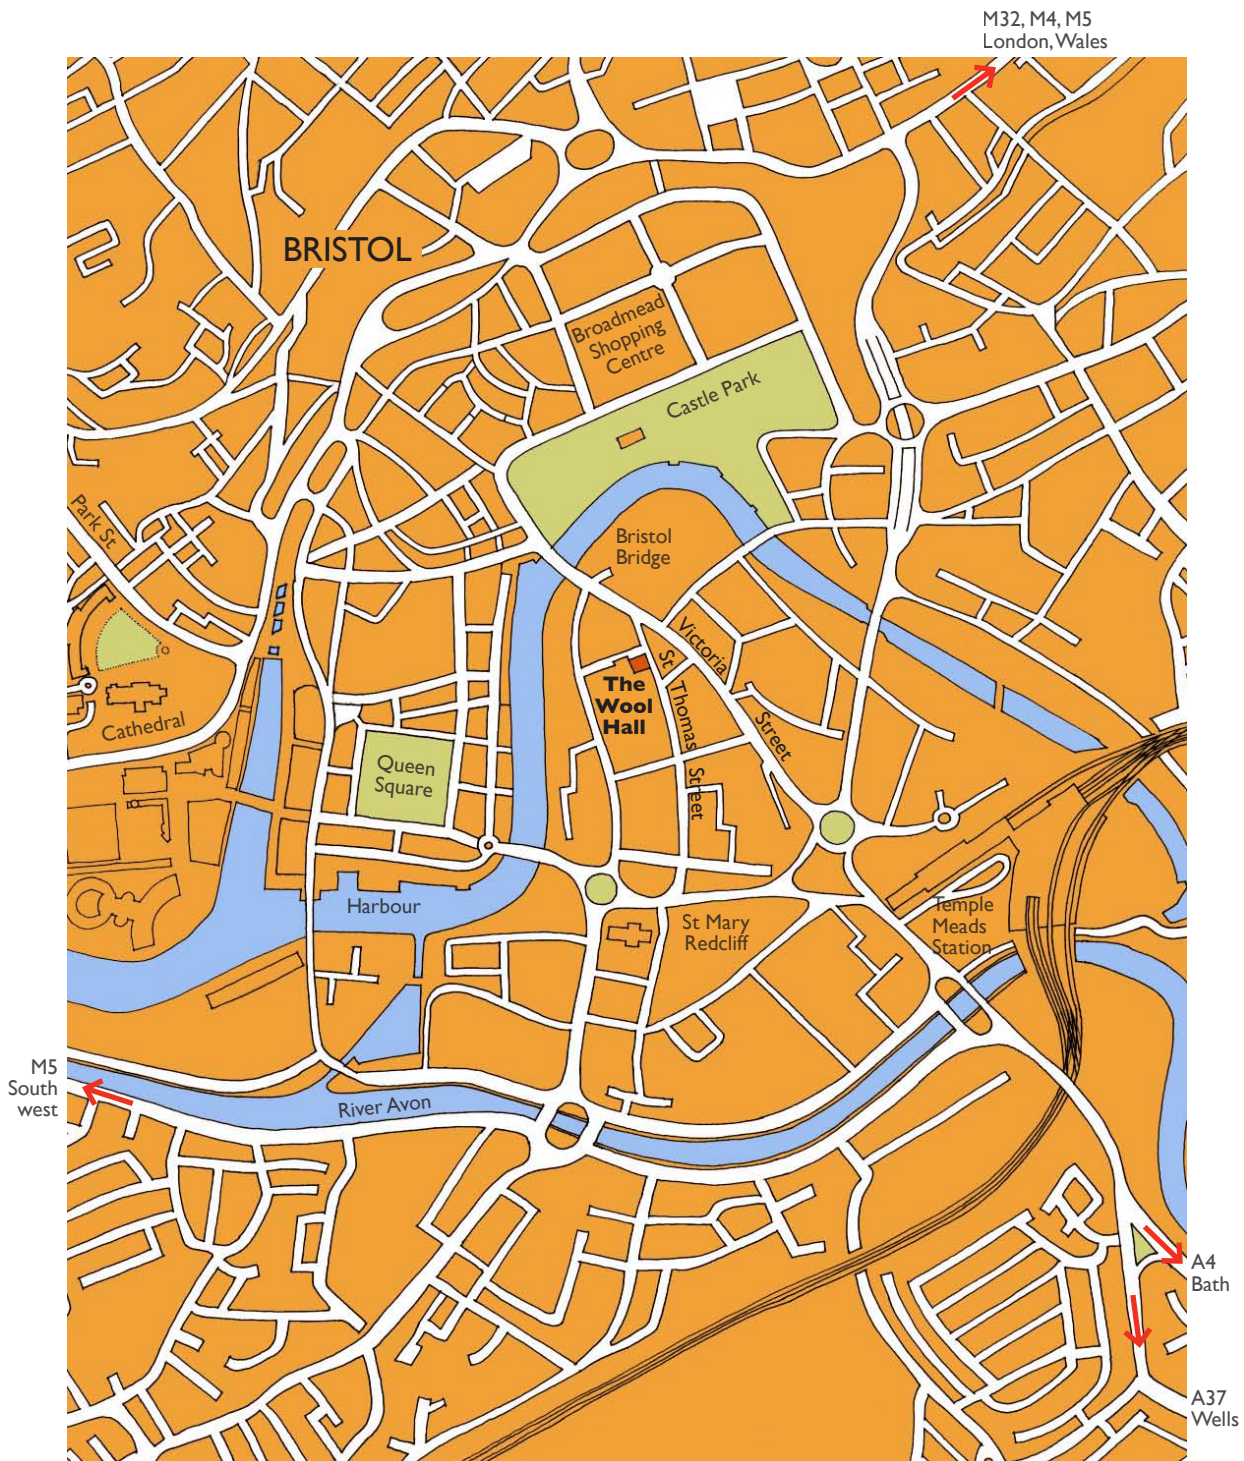 M32, M4, M5
London, Wales
BRISTOL
Broadmead
Shopping
Centre
Castle Park
Park St
Bristol
Bridge
Victoria
Street
St Thomas Street
The
Wool
Hall
Cathedral
Queen
Square
Harbour
St Mary
Redcliff
Temple
Meads
Station
M5
South
west
River Avon
A4
Bath
A37
Wells